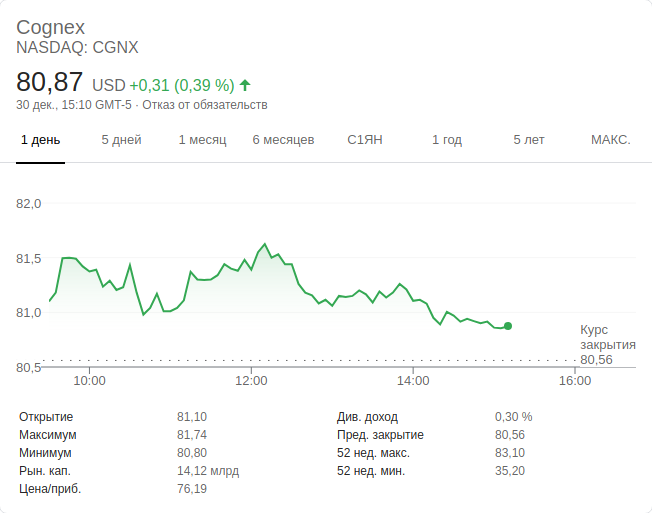 Cognex
NASDAQ: CGNX
80,87 USD +0,31 (0,39 %)
30 дек., 15:10 GMT-5 · Отказ от обязательств
1 день 5 дней 1 месяц 6 месяцев С1ЯН 1 год 5 лет МАКС.
82,0
81,5
81,0
Курс
закрытия
80,56
80,5
10:00 12:00 14:00 16:00
Открытие 81,10 Див. доход 0,30 %
Максимум 81,74 Пред. закрытие 80,56
Минимум 80,80 52 нед. макс. 83,10
Рын. кап. 14,12 млрд 52 нед. мин. 35,20
Цена/приб. 76,19